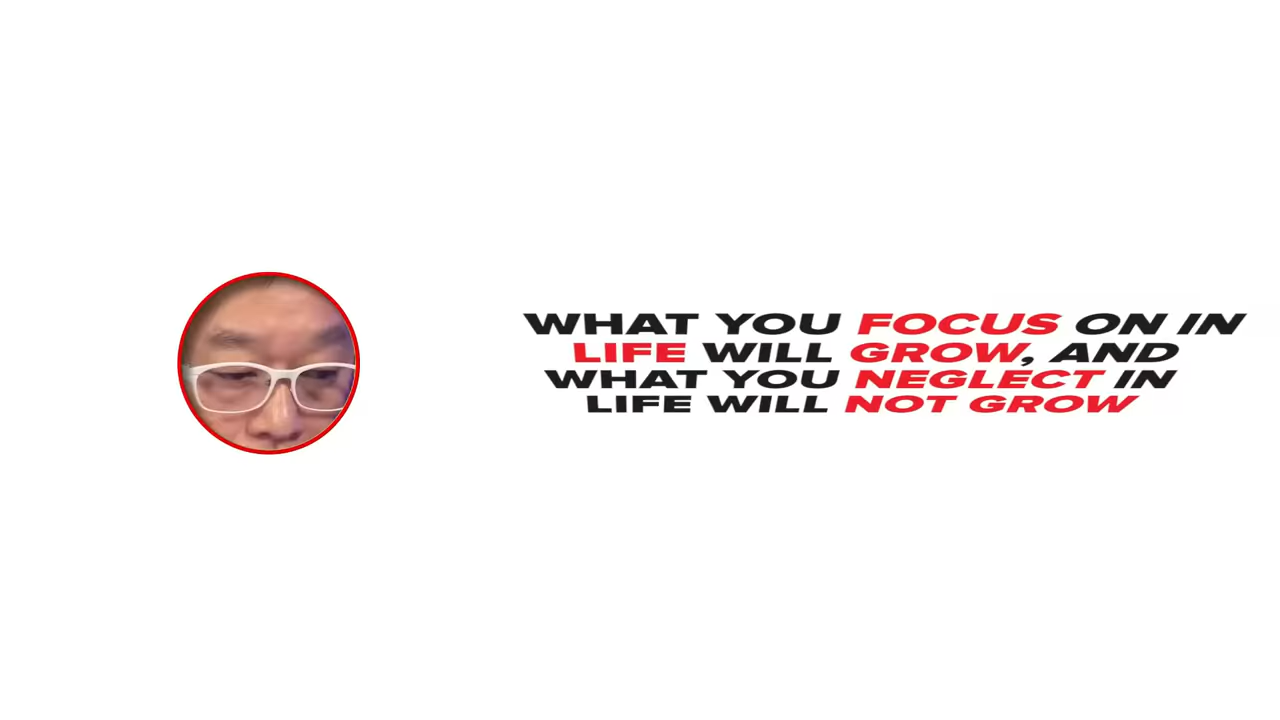 WHAT YOU FOCUS ON IN
LIFE WILL GROW, AND
WHAT YOU NEGLECT IN
LIFE WILL NOT GROW